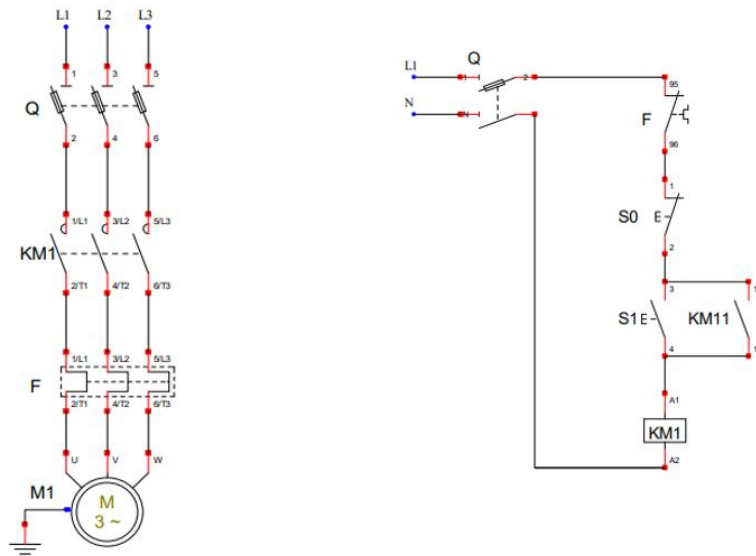 L1 L2 L3
1 3 5
Q
2 4 6
1/L1 3/L2 5/L3
KM1
2/T1 4/T2 6/T3
1/L1 3/L2 5/L3
F
2/T1 4/T2 6/T3
U V W
M1
M
3 ~
Q
L1 1 2
N N
95
F
96
1
S0 E
2
3 1
S1 E KM11
4 1
A1
KM1
A2